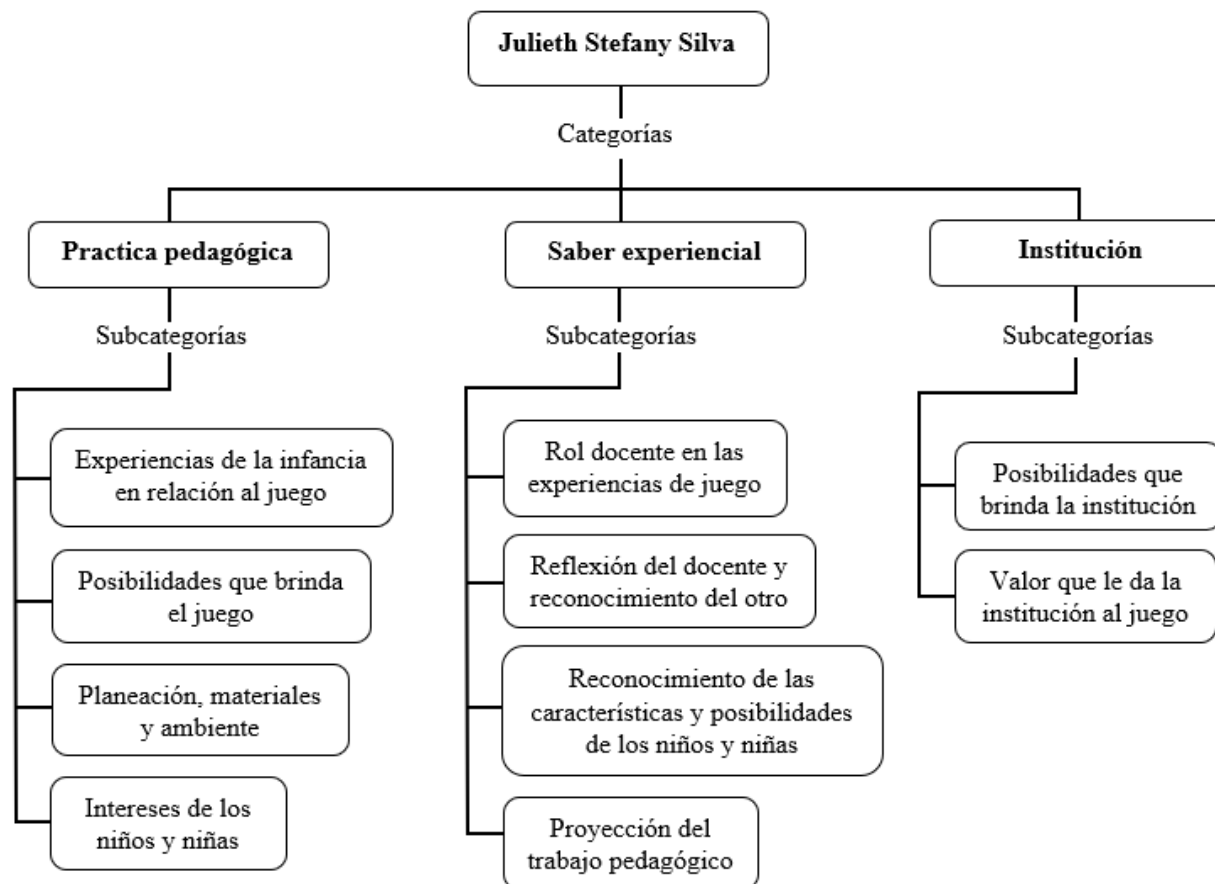 Julieth Stefany Silva
Categorías
Practica pedagógica
Saber experiencial
Institución
Subcategorías
Subcategorías
Subcategorías
Experiencias de la infancia
en relación al juego
Posibilidades que brinda
el juego
Planeación, materiales
y ambiente
Intereses de los
niños y niñas
Rol docente en las
experiencias de juego
Reflexión del docente y
reconocimiento del otro
Reconocimiento de las
características y posibilidades
de los niños y niñas
Proyección del
trabajo pedagógico
Posibilidades que
brinda la institución
Valor que le da la
institución al juego